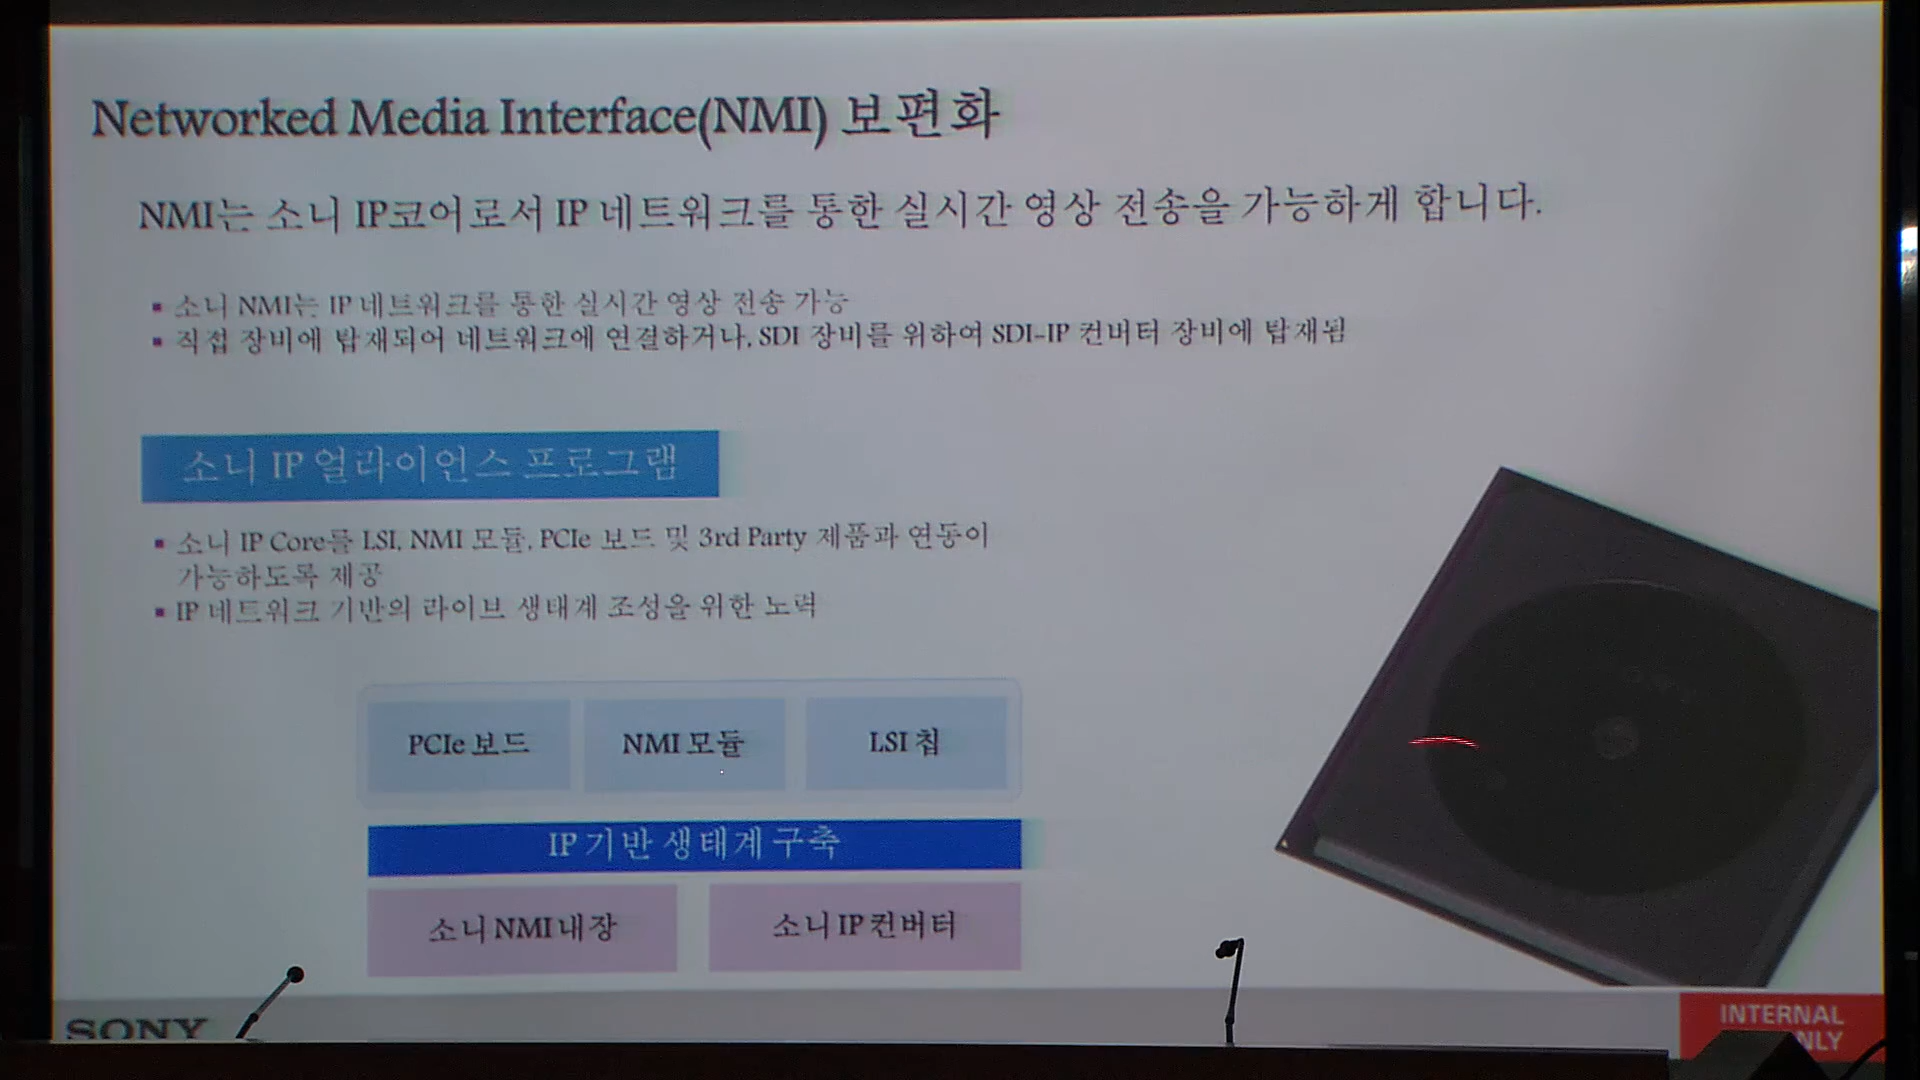 Networked Media Interface(NMI) 보편화
NMI는 소니 IP코어로서 IP 네트워크를 통한 실시간 영상 전송을 가능하게 합니다.
▪ 소니 NMI는 IP 네트워크를 통한 실시간 영상 전송 가능
▪ 직접 장비에 탑재되어 네트워크에 연결하거나, SDI 장비를 위하여 SDI-IP 컨버터 장비에 탑재됨
소니 IP 얼라이언스 프로그램
▪ 소니 IP Core를 LSI, NMI 모듈, PCIe 보드 및 3rd Party 제품과 연동이
가능하도록 제공
▪ IP 네트워크 기반의 라이브 생태계 조성을 위한 노력
PCIe 보드
NMI 모듈
LSI 칩
IP 기반 생태계 구축
소니 NMI 내장
소니 IP 컨버터
SONY
INTERNAL
NLY